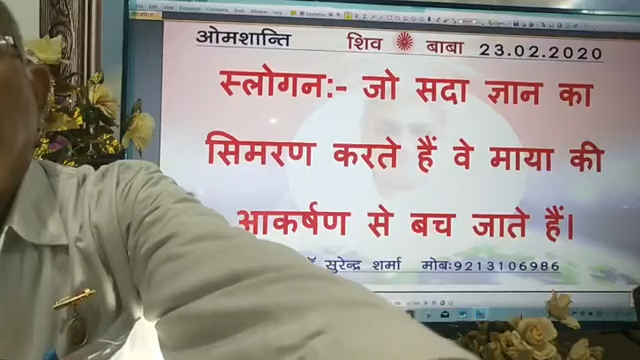 ओमशान्ति शिव बाबा 23.02.2020
स्लोगन:- जो सदा ज्ञान का
सिमरण करते हैं वे माया की
आकर्षण से बच जाते हैं।
सुरेन्द्र शर्मा मोबः9213106986